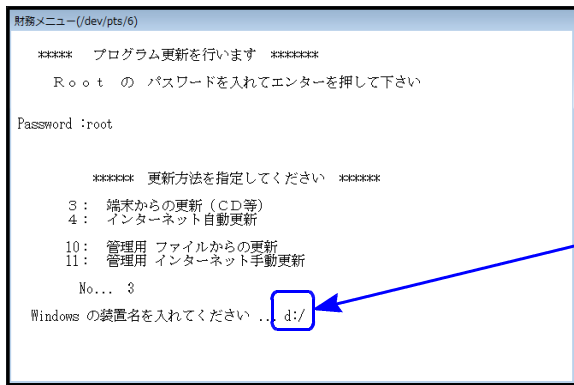 財務メニュー(/dev/pts/6)
***** プログラム更新を行います *******
Ｒｏｏｔ の パスワードを入れてエンターを押して下さい
Password :root
****** 更新方法を指定してください ******
3： 端末からの更新（ＣＤ等）
4： インターネット自動更新
10： 管理用 ファイルからの更新
11： 管理用 インターネット手動更新
No... 3
Windows の装置名を入れてください ... d:/